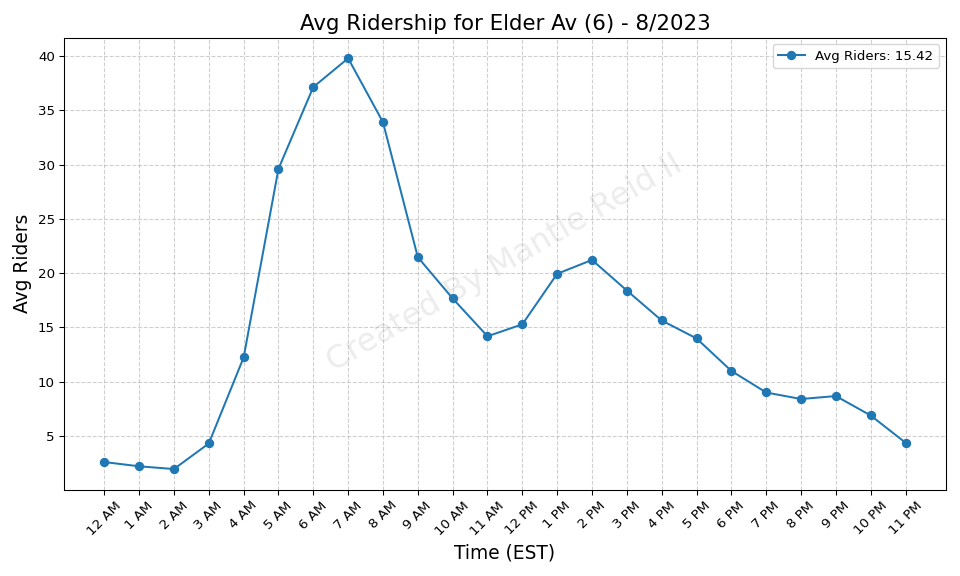 Avg Ridership for Elder Av (6) - 8/2023
Avg Riders: 15.42
40
35
30
25
20
15
10
5
Avg Riders
Created By Mantle Reid II
12 AM
1 AM
2 AM
3 AM
4 AM
5 AM
6 AM
7 AM
8 AM
9 AM
10 AM
11 AM
12 PM
1 PM
2 PM
3 PM
4 PM
5 PM
6 PM
7 PM
8 PM
9 PM
10 PM
11 PM
Time (EST)